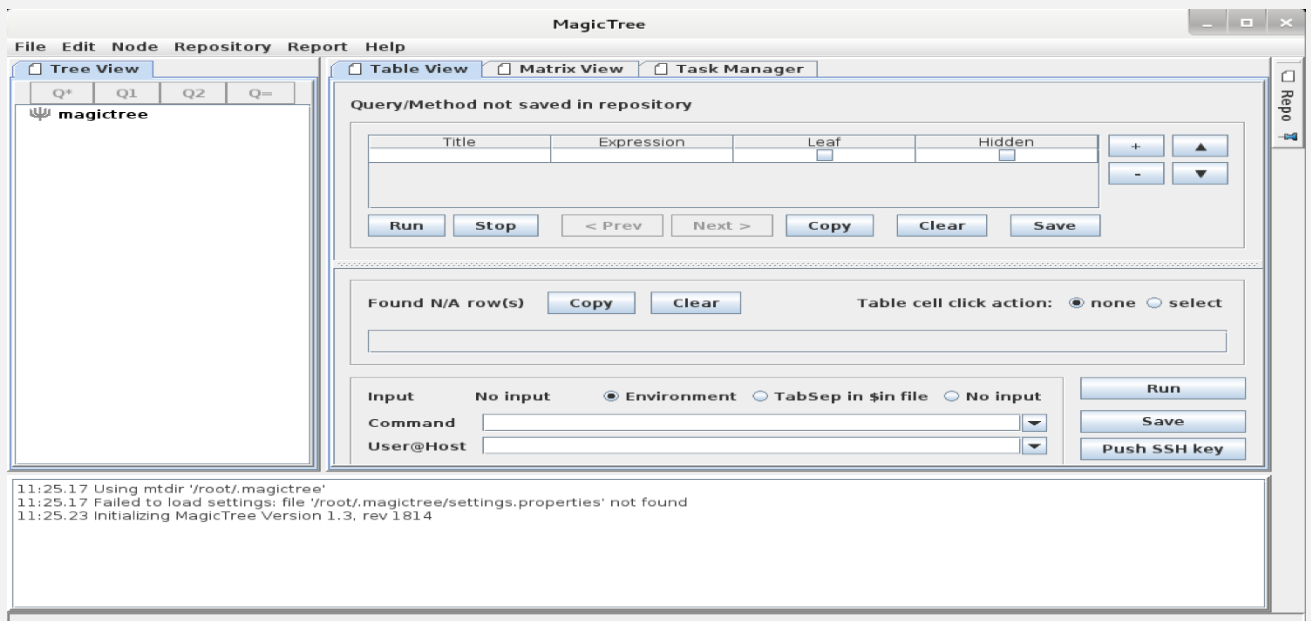 MagicTree
File Edit Node Repository Report Help
Tree View
Q* Q1 Q2 Q=
magictree
Table View Matrix View Task Manager
Query/Method not saved in repository
Title Expression Leaf Hidden
+ ▲
- ▼
Run Stop < Prev Next > Copy Clear Save
Found N/A row(s) Copy Clear Table cell click action: none select
Input No input Environment TabSep in $in file No input
Command
User@Host
Run
Save
Push SSH key
Repo
11:25.17 Using mtdir '/root/.magictree'
11:25.17 Failed to load settings: file '/root/.magictree/settings.properties' not found
11:25.23 Initializing MagicTree Version 1.3, rev 1814